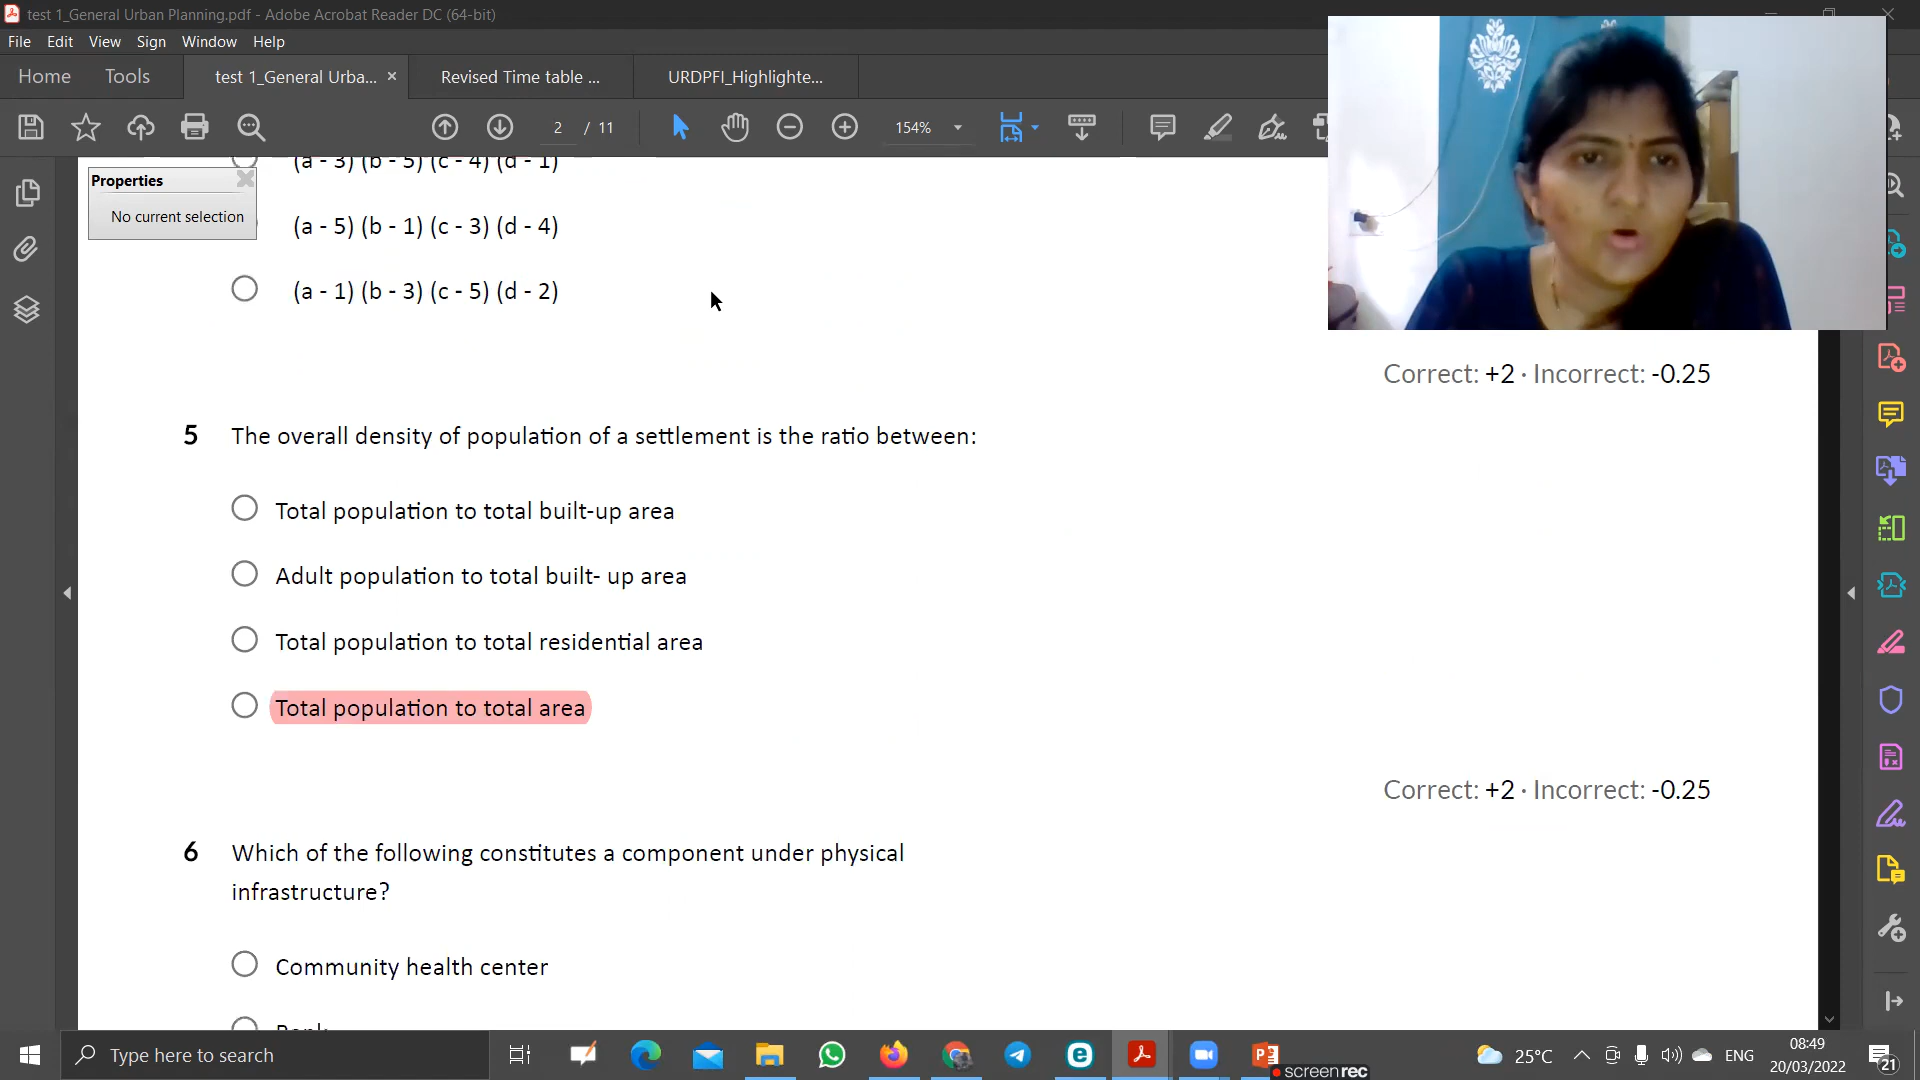 test 1_General Urban Planning.pdf - Adobe Acrobat Reader DC (64-bit)
File Edit View Sign Window Help
Home Tools test 1_General Urba... × Revised Time table ... URDPFI_Highlighte...
2 / 11 154%
(a - 3) (b - 5) (c - 4) (d - 1)
Properties
No current selection
(a - 5) (b - 1) (c - 3) (d - 4)
(a - 1) (b - 3) (c - 5) (d - 2)
Correct: +2 · Incorrect: -0.25
5 The overall density of population of a settlement is the ratio between:
Total population to total built-up area
Adult population to total built- up area
Total population to total residential area
Total population to total area
Correct: +2 · Incorrect: -0.25
6 Which of the following constitutes a component under physical
infrastructure?
Community health center
Bank
Type here to search
25°C
ENG
08:49
20/03/2022
21
screenrec